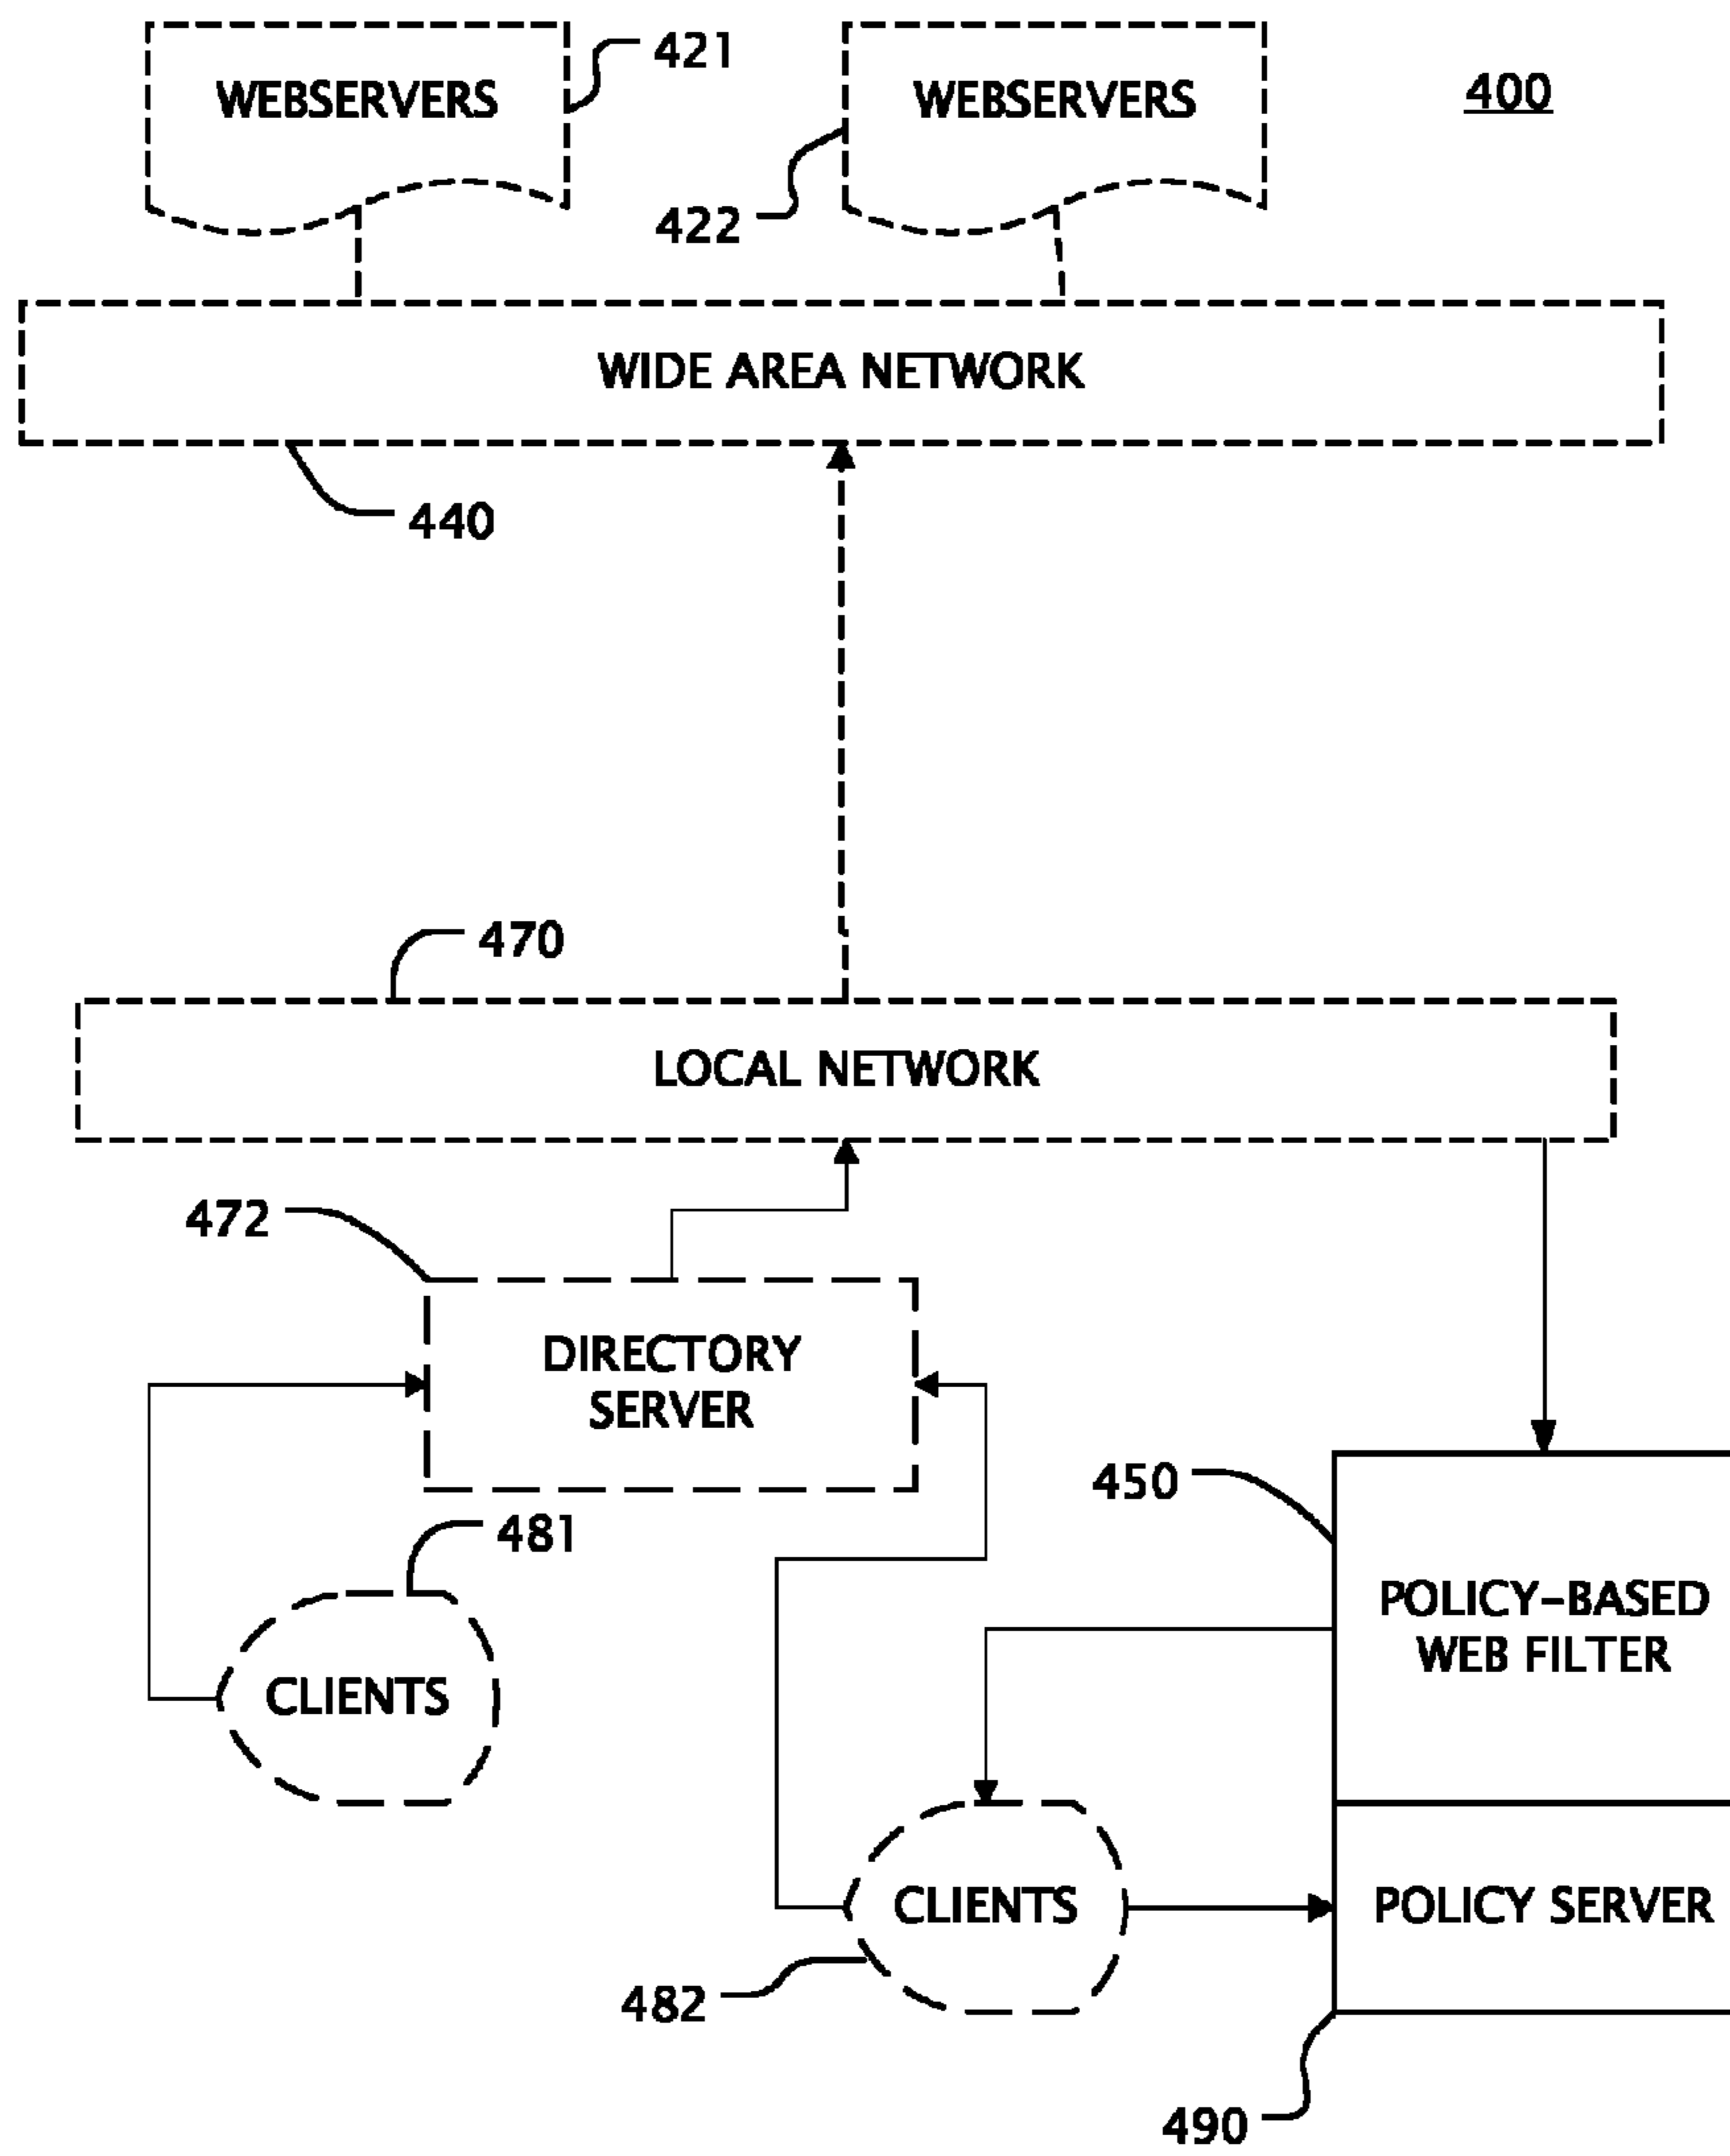 WEBSERVERS
421
WEBSERVERS
422
400
WIDE AREA NETWORK
440
470
LOCAL NETWORK
472
DIRECTORY
SERVER
450
481
POLICY-BASED
WEB FILTER
CLIENTS
CLIENTS
POLICY SERVER
482
490